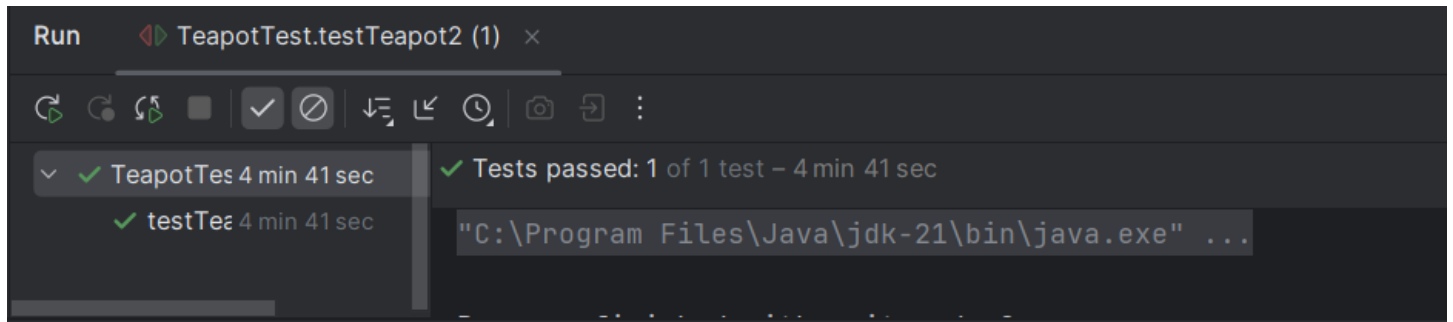 Run TeapotTest.testTeapot2 (1)
TeapotTes 4 min 41 sec
Tests passed: 1 of 1 test – 4 min 41 sec
testTea 4 min 41 sec
"C:\Program Files\Java\jdk-21\bin\java.exe" ...